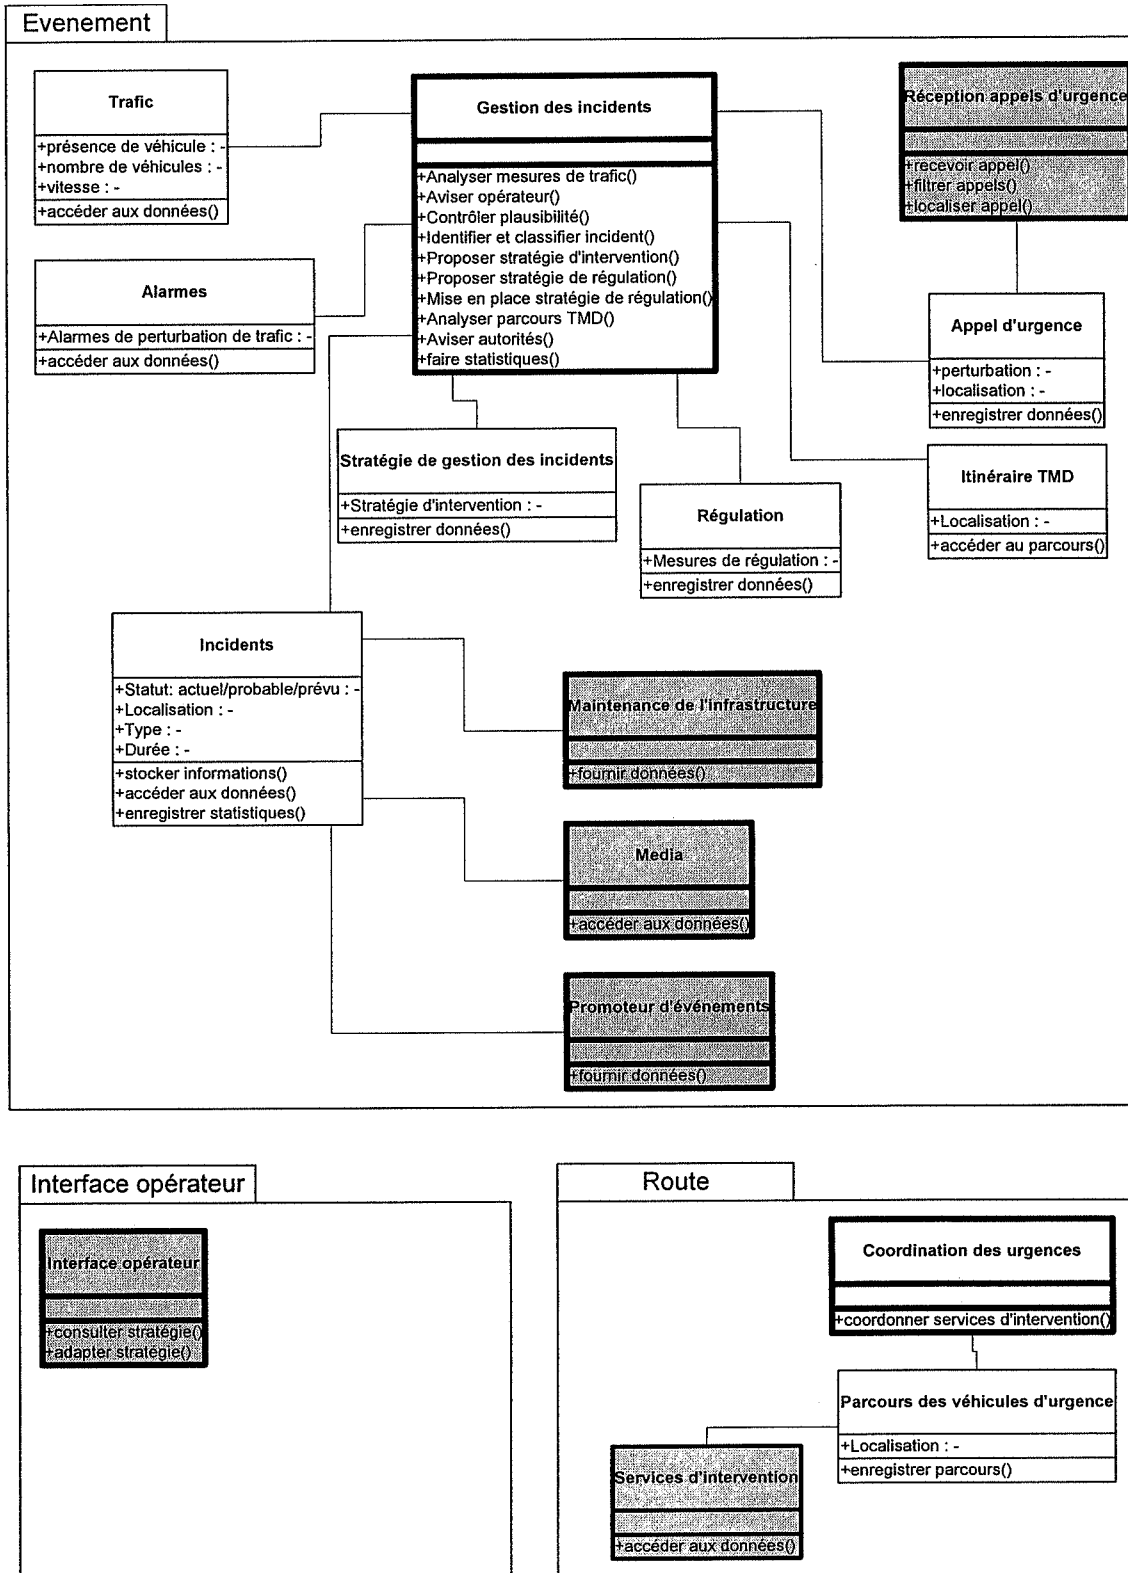 Evenement
Trafic
+présence de véhicule : -
+nombre de véhicules : -
+vitesse : -
+accéder aux données()
Gestion des incidents
+Analyser mesures de trafic()
+Aviser opérateur()
+Contrôler plausibilité()
+Identifier et classifier incident()
+Proposer stratégie d'intervention()
+Proposer stratégie de régulation()
+Mise en place stratégie de régulation()
+Analyser parcours TMD()
+Aviser autorités()
+faire statistiques()
Réception appels d'urgence
+recevoir appel()
+filtrer appels()
+localiser appel()
Alarmes
+Alarmes de perturbation de trafic : -
+accéder aux données()
Appel d'urgence
+perturbation : -
+localisation : -
+enregistrer données()
Stratégie de gestion des incidents
+Stratégie d'intervention : -
+enregistrer données()
Régulation
+Mesures de régulation : -
+enregistrer données()
Itinéraire TMD
+Localisation : -
+accéder au parcours()
Incidents
+Statut: actuel/probable/prévu : -
+Localisation : -
+Type : -
+Durée : -
+stocker informations()
+accéder aux données()
+enregistrer statistiques()
Maintenance de l'infrastructure
+fournir données()
Media
+accéder aux données()
Promoteur d'événements
+fournir données()
Interface opérateur
Interface opérateur
+consulter stratégie()
+adapter stratégie()
Route
Coordination des urgences
+coordonner services d'intervention()
Parcours des véhicules d'urgence
+Localisation : -
+enregistrer parcours()
Services d'intervention
+accéder aux données()